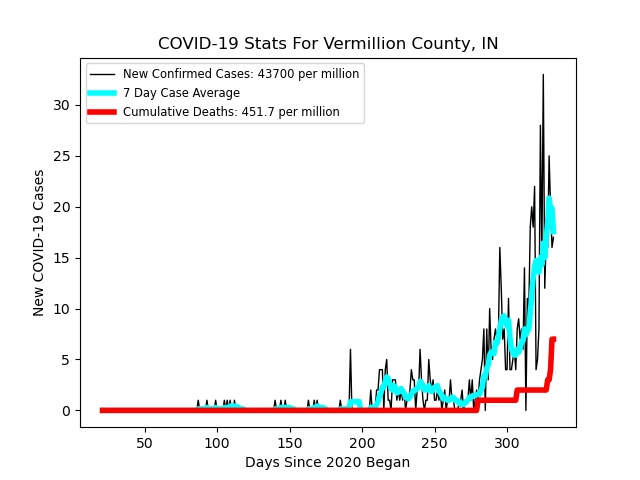 COVID-19 Stats For Vermillion County, IN
New Confirmed Cases: 43700 per million
7 Day Case Average
Cumulative Deaths: 451.7 per million
New COVID-19 Cases
30
25
20
15
10
5
0
50
100
150
200
250
300
Days Since 2020 Began